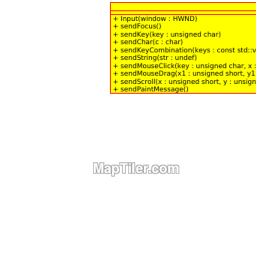 + Input(window : HWND)
+ sendFocus()
+ sendKey(key : unsigned char)
+ sendChar(c : char)
+ sendKeyCombination(keys : const std::v
+ sendString(str : undef)
+ sendMouseClick(key : unsigned char, x :
+ sendMouseDrag(x1 : unsigned short, y1
+ sendScroll(x : unsigned short, y : unsign
+ sendPaintMessage()
MapTiler.com